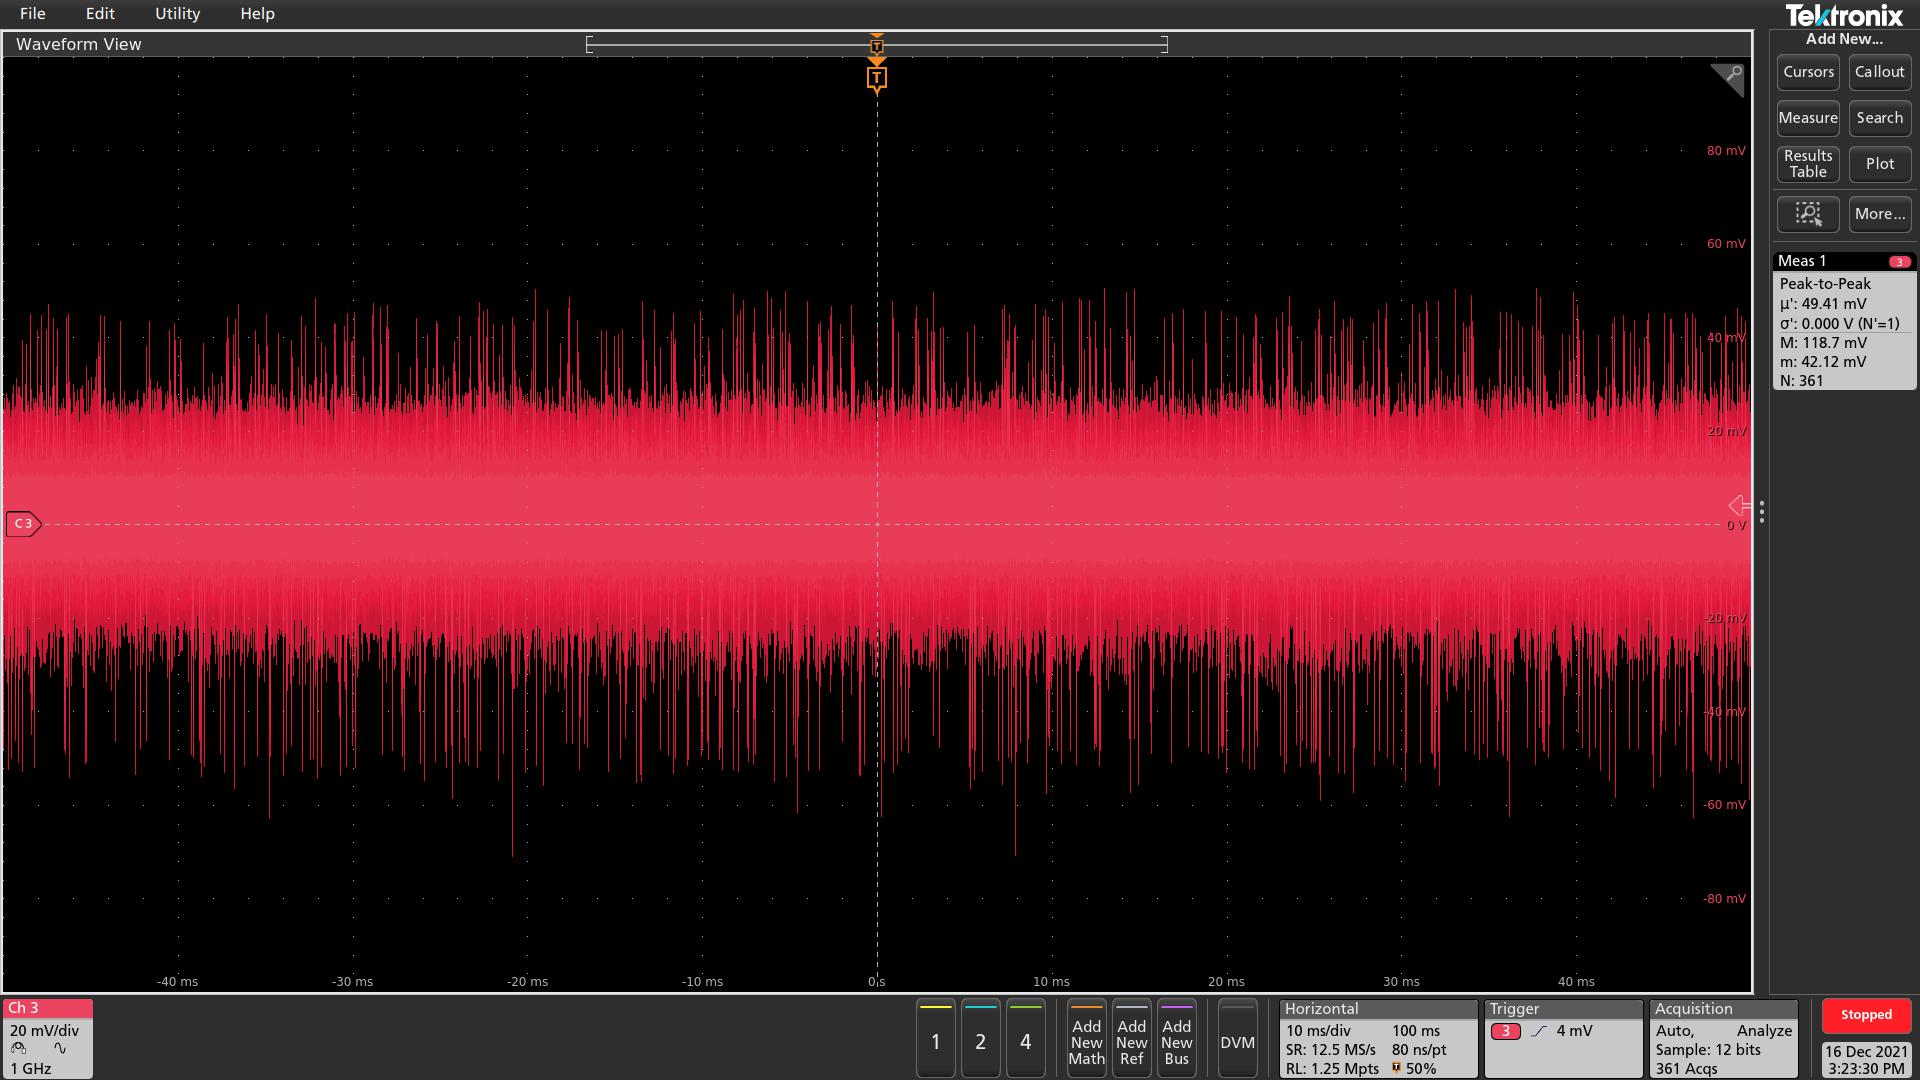 File Edit Utility Help
Tektronix
Waveform View
T
T
Add New...
Cursors Callout
Measure Search
Results
Table
Plot
More...
Meas 1 3
Peak-to-Peak
µ': 49.41 mV
σ': 0.000 V (N'=1)
M: 118.7 mV
m: 42.12 mV
N: 361
80 mV
60 mV
40 mV
20 mV
C 3
0 V
-20 mV
-40 mV
-60 mV
-80 mV
-40 ms -30 ms -20 ms -10 ms 0 s 10 ms 20 ms 30 ms 40 ms
Ch 3
20 mV/div
1 GHz
1 2 4
Add
New
Math
Add
New
Ref
Add
New
Bus
DVM
Horizontal
10 ms/div 100 ms
SR: 12.5 MS/s 80 ns/pt
RL: 1.25 Mpts T 50%
Trigger
3 4 mV
Acquisition
Auto, Analyze
Sample: 12 bits
361 Acqs
Stopped
16 Dec 2021
3:23:30 PM